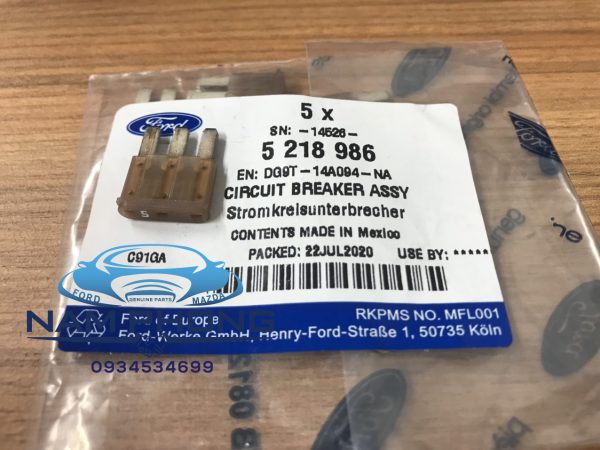 5 x
Ford
SN: -14526-
5 218 986
EN: DG9T-14A094-NA
CIRCUIT BREAKER ASSY
Stromkreisunterbrecher
CONTENTS MADE IN Mexico
PACKED: 22JUL2020 USE BY: *****
5
C91GA
FORD
GENUINE PARTS
MAZDA
RKPMS NO. MFL001
Ford of Europe
Ford-Werke GmbH, Henry-Ford-Straße 1, 50735 Köln
0934534699
Ford
Ford